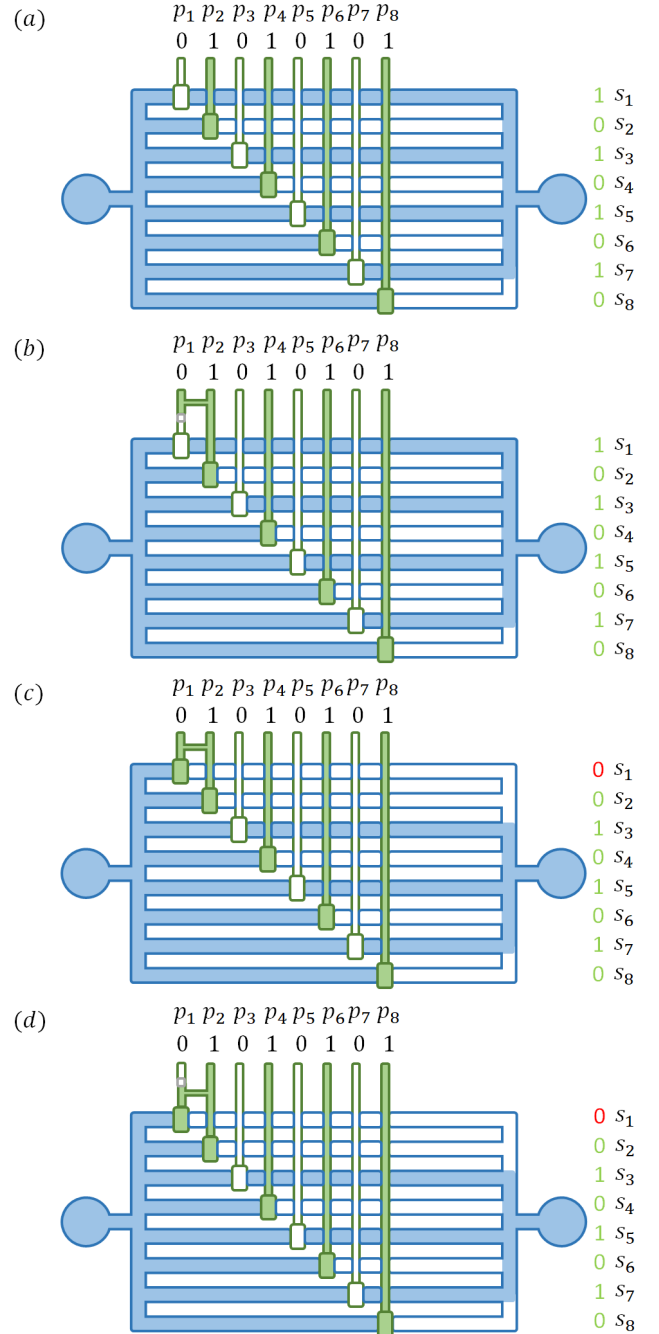 (a) p₁ p₂ p₃ p₄ p₅ p₆ p₇ p₈
0 1 0 1 0 1 0 1
1 s₁
0 s₂
1 s₃
0 s₄
1 s₅
0 s₆
1 s₇
0 s₈
(b) p₁ p₂ p₃ p₄ p₅ p₆ p₇ p₈
0 1 0 1 0 1 0 1
1 s₁
0 s₂
1 s₃
0 s₄
1 s₅
0 s₆
1 s₇
0 s₈
(c) p₁ p₂ p₃ p₄ p₅ p₆ p₇ p₈
0 1 0 1 0 1 0 1
0 s₁
0 s₂
1 s₃
0 s₄
1 s₅
0 s₆
1 s₇
0 s₈
(d) p₁ p₂ p₃ p₄ p₅ p₆ p₇ p₈
0 1 0 1 0 1 0 1
0 s₁
0 s₂
1 s₃
0 s₄
1 s₅
0 s₆
1 s₇
0 s₈